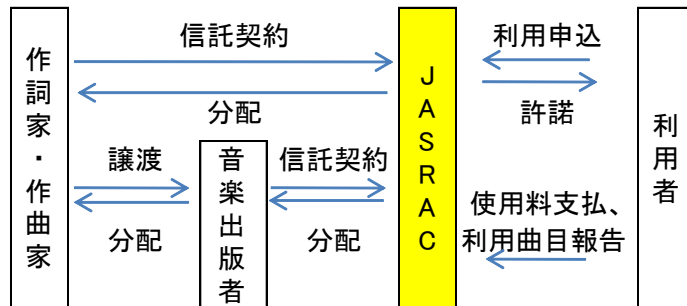 作詞家・作曲家
信託契約
分配
譲渡
分配
音楽出版者
信託契約
分配
JASRAC
利用申込
許諾
使用料支払、
利用曲目報告
利用者